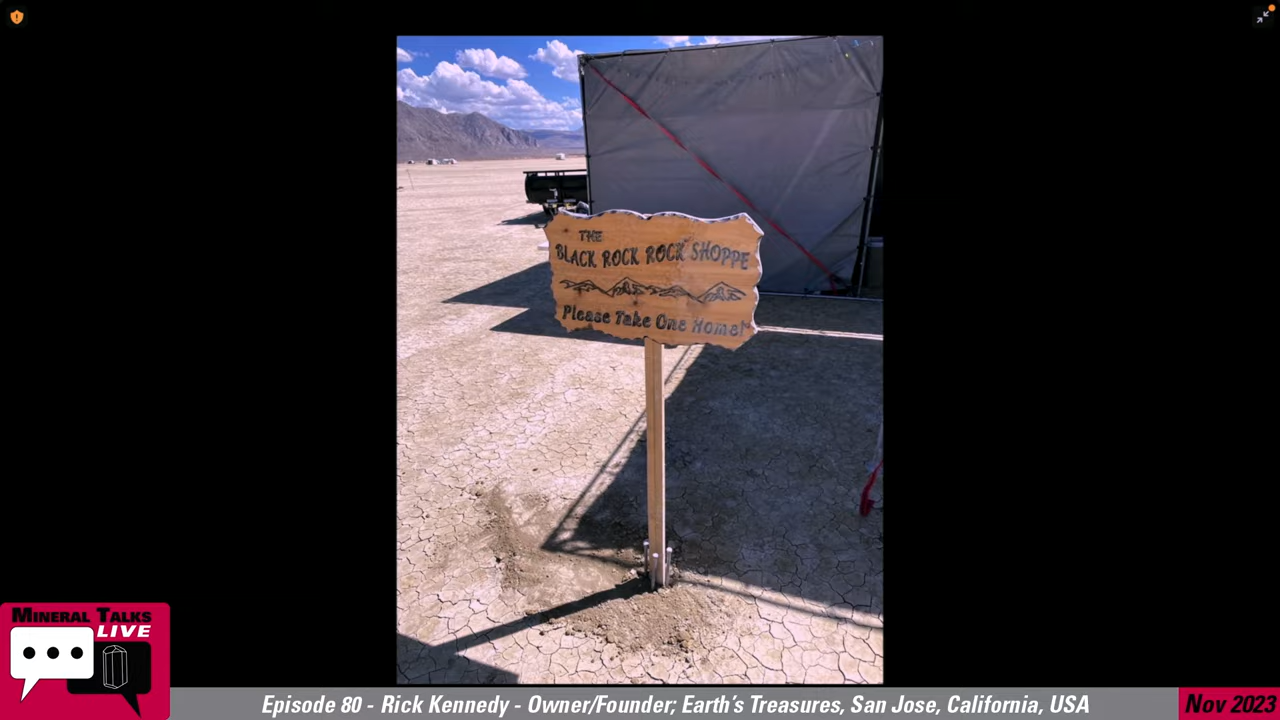 THE
BLACK ROCK ROCK SHOPPE
Please Take One Home!
MINERAL TALKS
LIVE
Episode 80 - Rick Kennedy - Owner/Founder; Earth's Treasures, San Jose, California, USA
Nov 2023